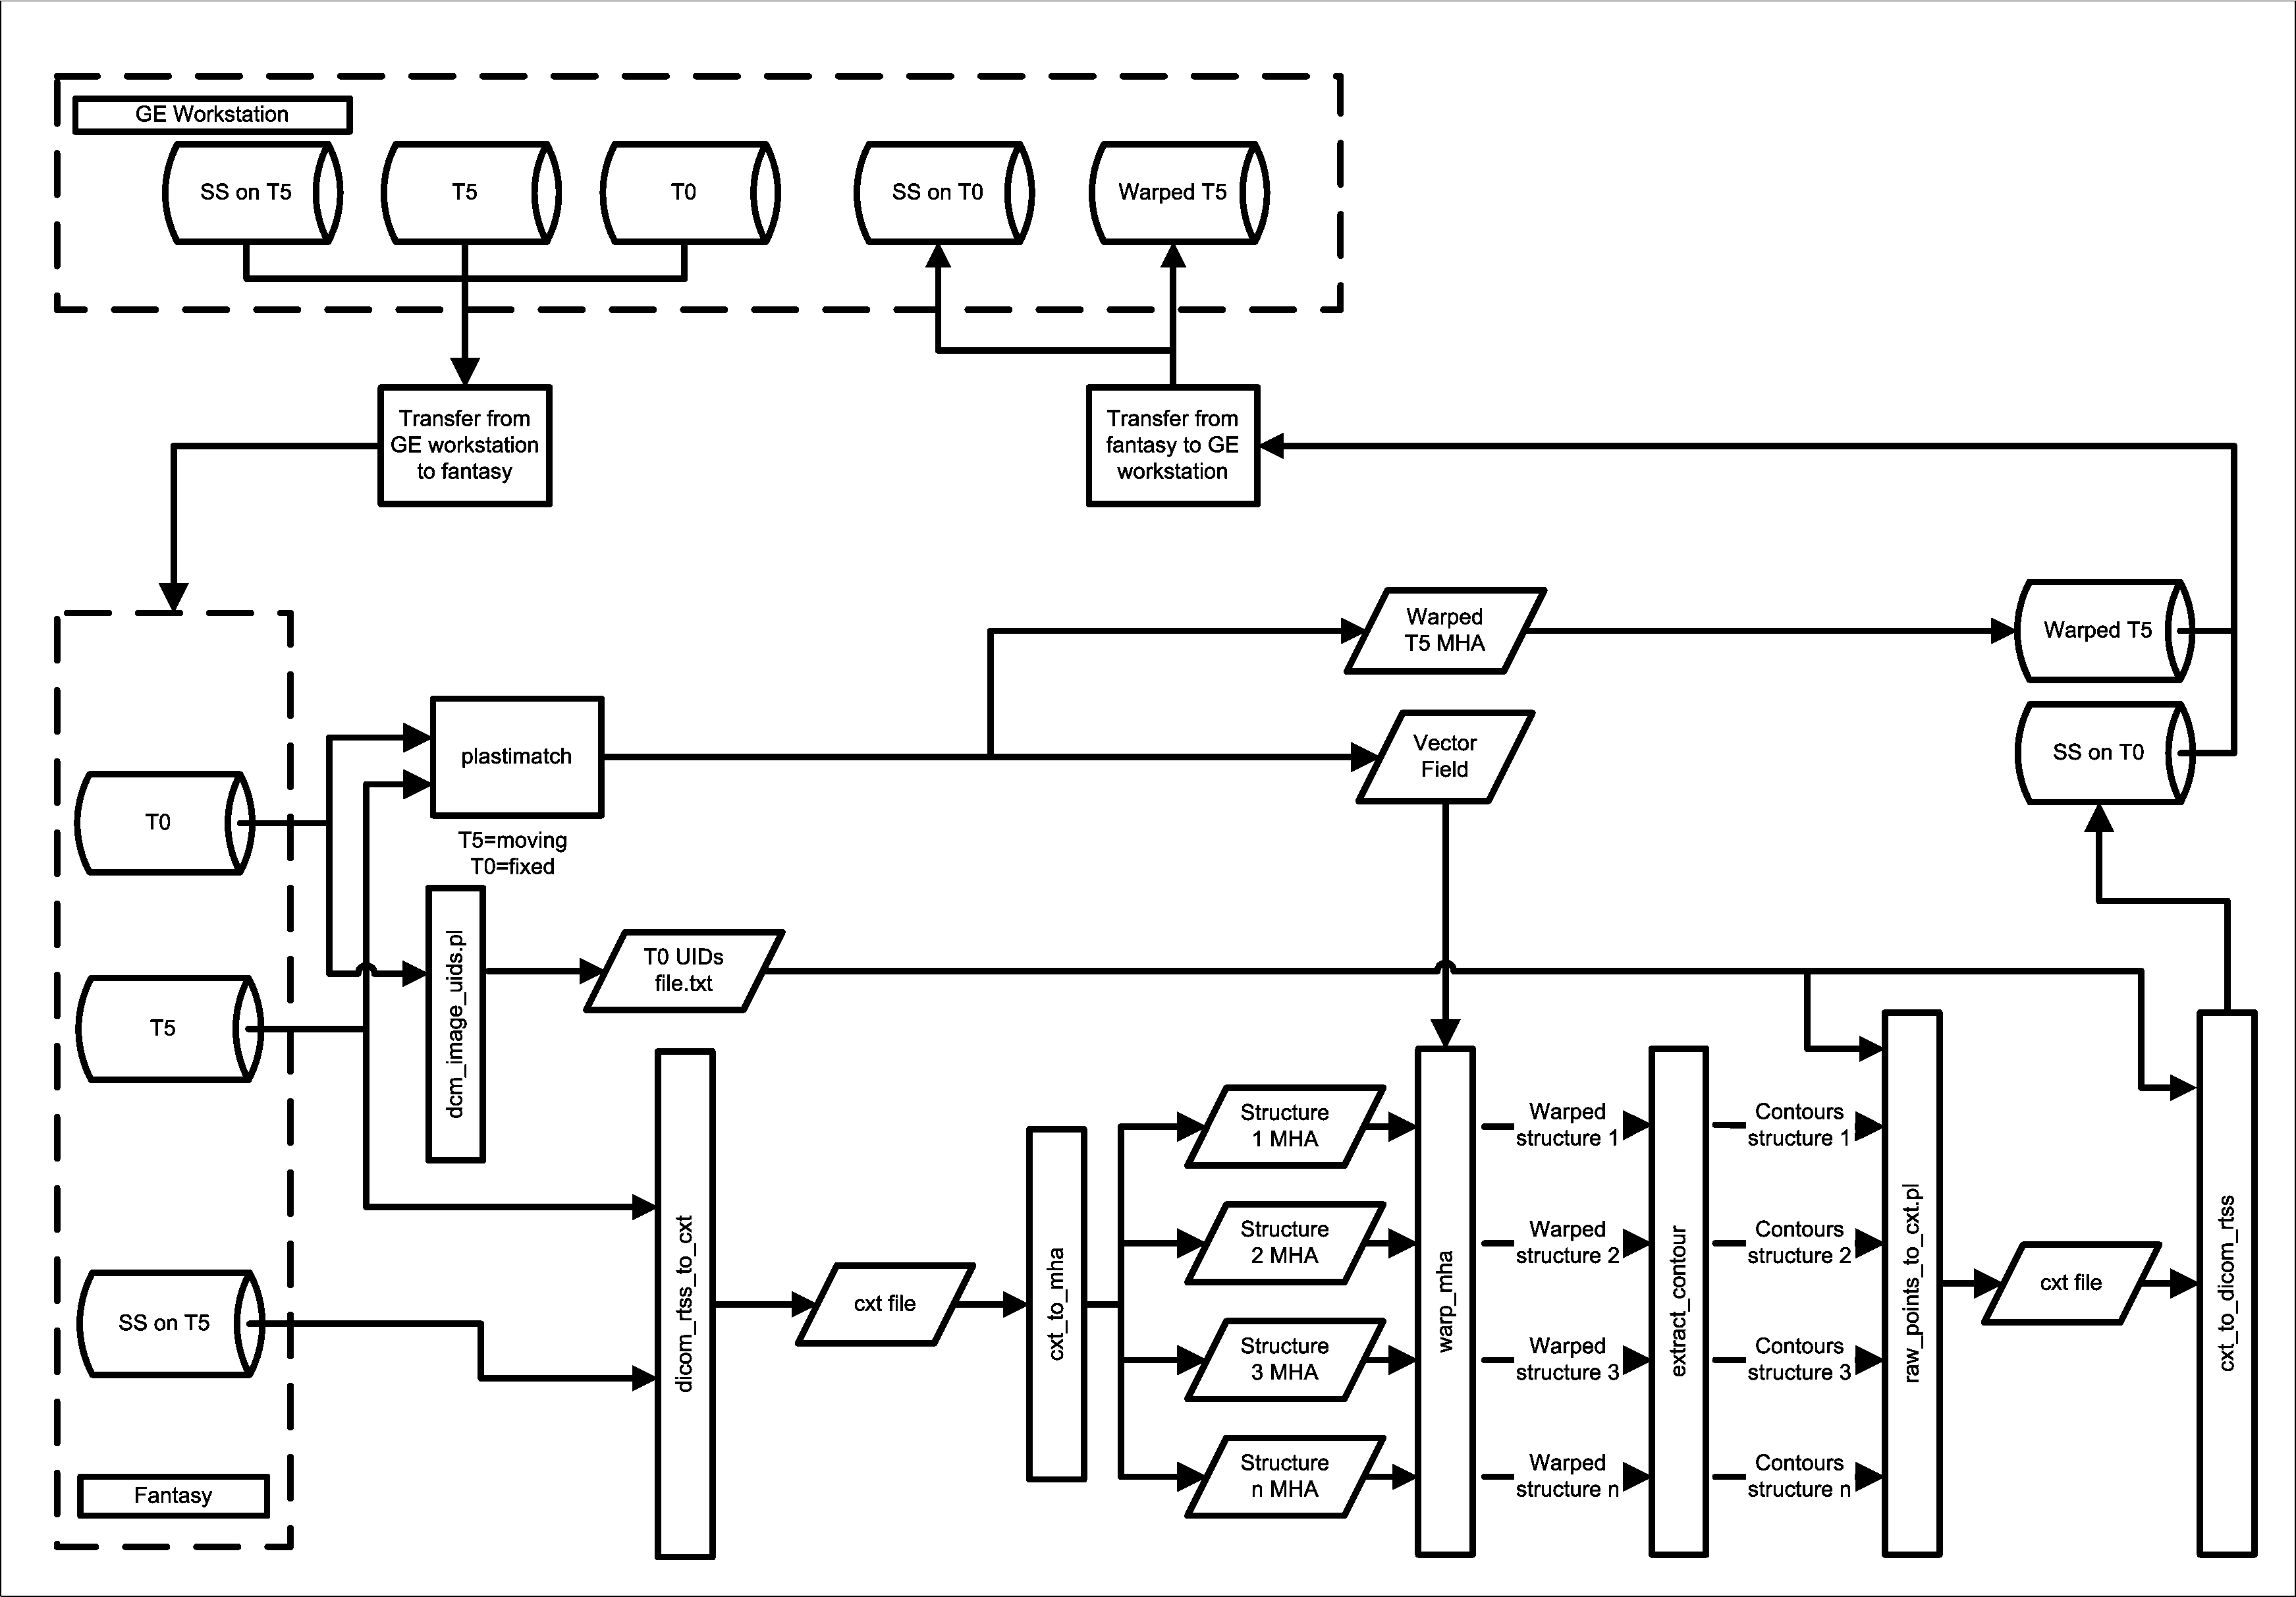 GE Workstation
SS on T5
T5
T0
SS on T0
Warped T5
Transfer from
GE workstation
to fantasy
Transfer from
fantasy to GE
workstation
Warped
T5 MHA
Warped T5
plastimatch
Vector
Field
SS on T0
T0
T5=moving
T0=fixed
dcm_image_uids.pl
T0 UIDs
file.txt
T5
SS on T5
Fantasy
dicom_rtss_to_cxt
cxt file
cxt_to_mha
Structure
1 MHA
Structure
2 MHA
Structure
3 MHA
Structure
n MHA
warp_mha
Warped
structure 1
Warped
structure 2
Warped
structure 3
Warped
structure n
extract_contour
Contours
structure 1
Contours
structure 2
Contours
structure 3
Contours
structure n
raw_points_to_cxt.pl
cxt file
cxt_to_dicom_rtss